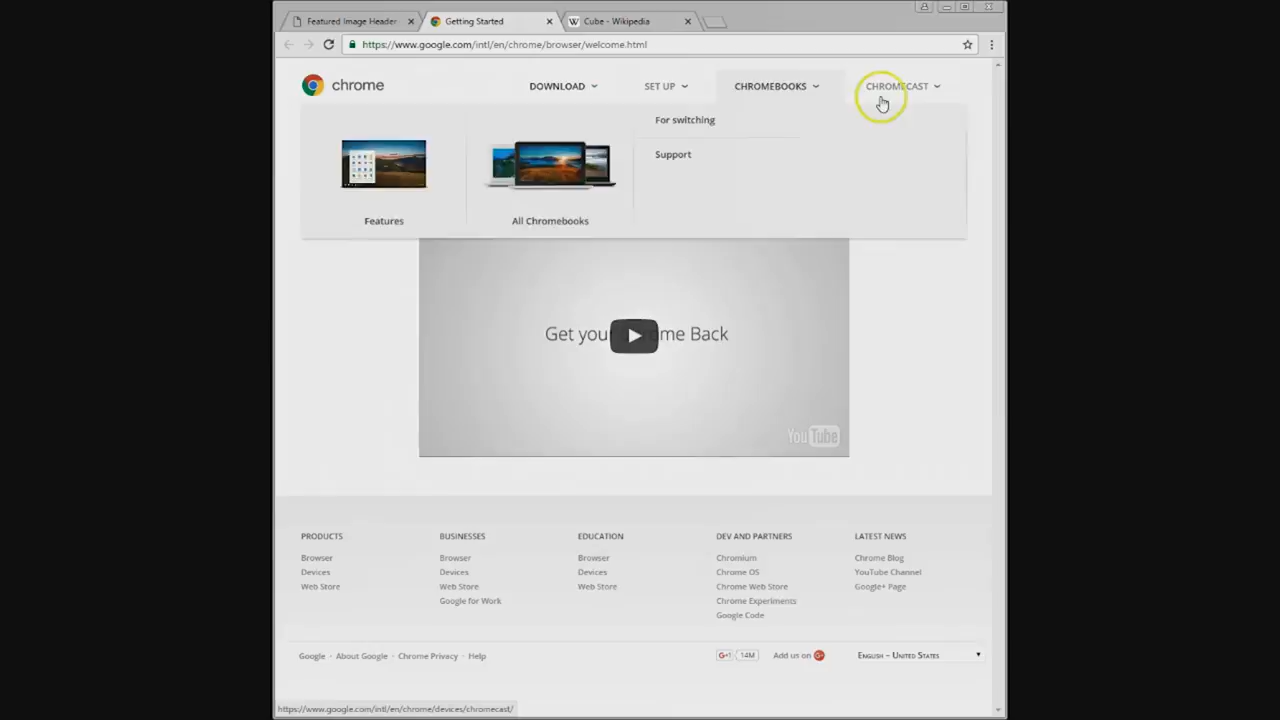 Featured Image Header
Getting Started
W Cube - Wikipedia
https://www.google.com/intl/en/chrome/browser/welcome.html
chrome
DOWNLOAD
SET UP
CHROMEBOOKS
CHROMECAST
For switching
Support
Features
All Chromebooks
Get your me Back
YouTube
PRODUCTS
Browser
Devices
Web Store
BUSINESSES
Browser
Devices
Web Store
Google for Work
EDUCATION
Browser
Devices
Web Store
DEV AND PARTNERS
Chromium
Chrome OS
Chrome Web Store
Chrome Experiments
Google Code
LATEST NEWS
Chrome Blog
YouTube Channel
Google+ Page
Google · About Google · Chrome Privacy · Help
G+1 14M
Add us on
ENGLISH – UNITED STATES
https://www.google.com/intl/en/chrome/devices/chromecast/